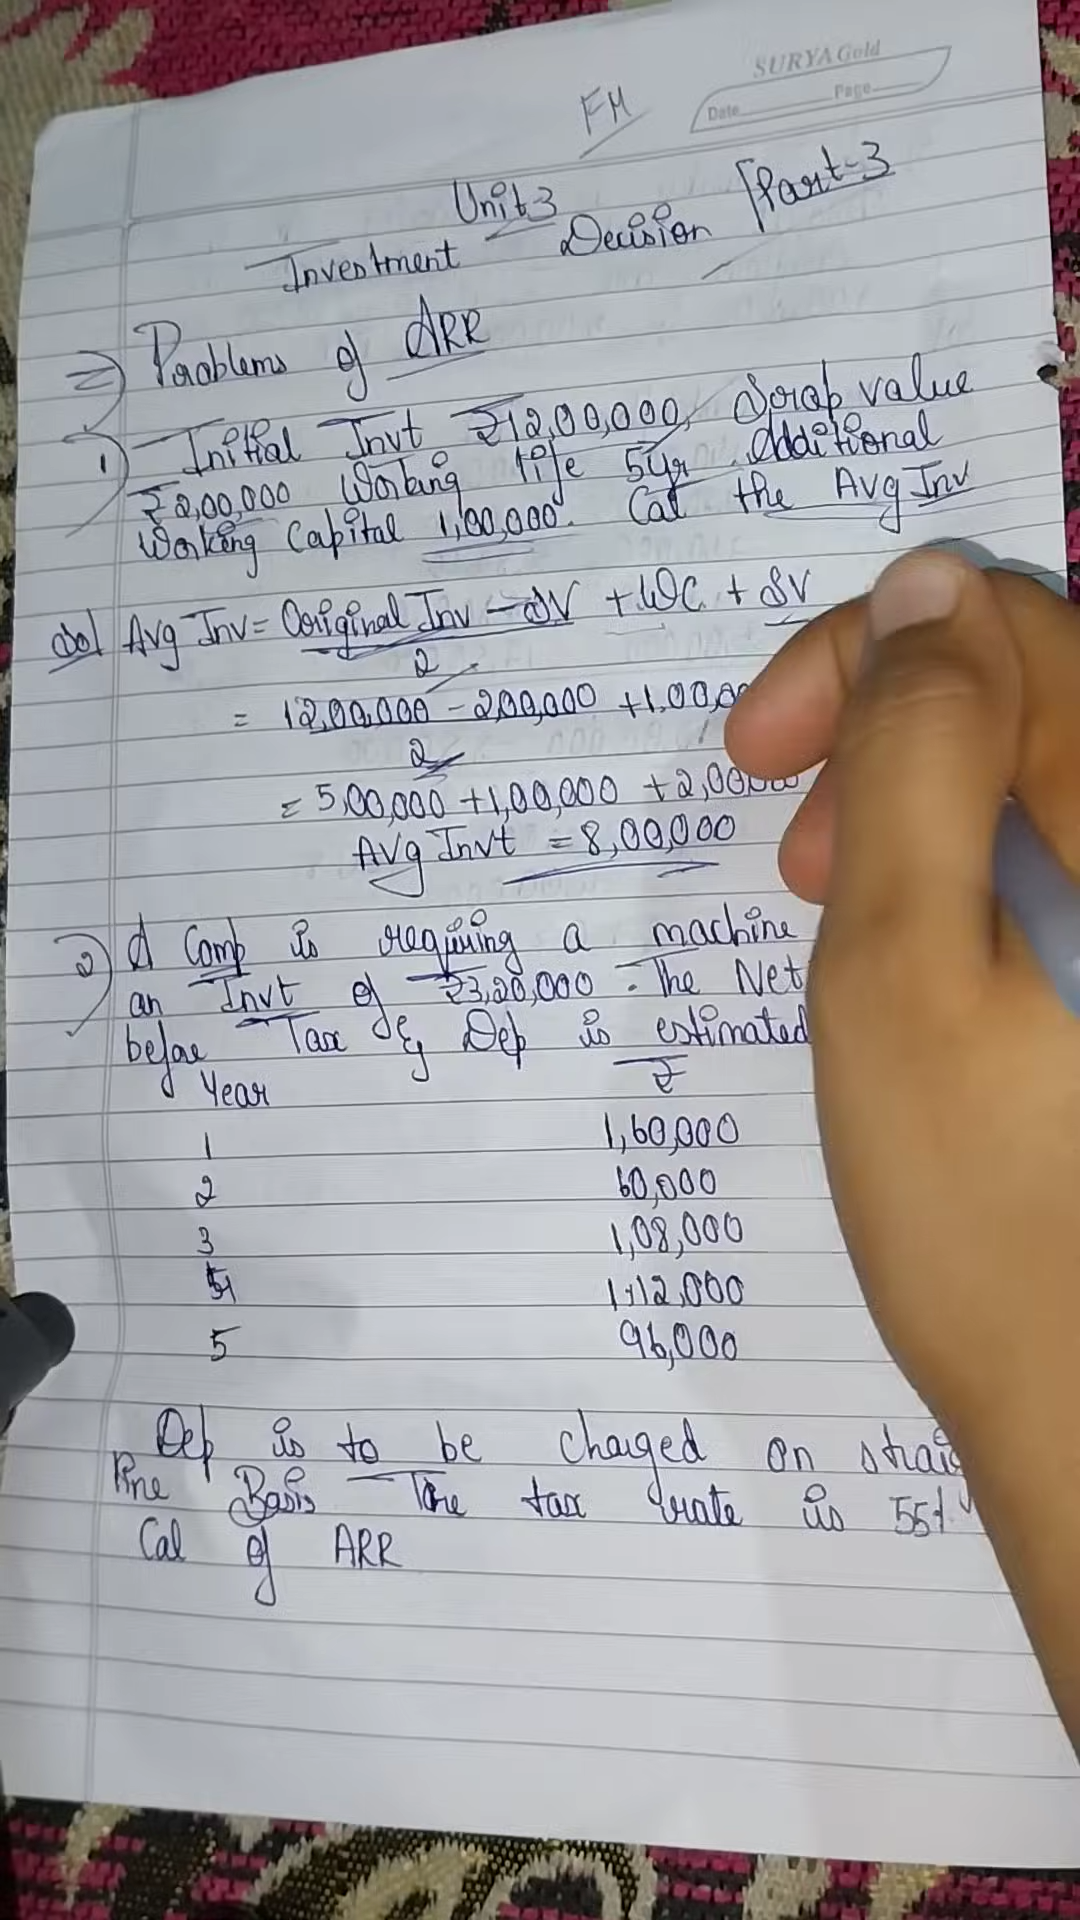 SURYA Gold
Date Page
FM
Unit 3
Investment Decision Part-3
Problems of ARR
1) Initial Invt ₹12,00,000, Scrap value
₹2,00,000 Working life 5yr. Additional
Working Capital 1,00,000. Cal the Avg Inv
Sol Avg Inv = Original Inv - SV + WC + SV
2
= 12,00,000 - 2,00,000 + 1,00,0
2
= 5,00,000 + 1,00,000 + 2,00,000
Avg Invt = 8,00,000
2) A Comp is requiring a machine
an Invt of ₹3,20,000. The Net
before Tax & Dep is estimated
Year ₹
1 1,60,000
2 60,000
3 1,08,000
4 1,12,000
5 96,000
Dep is to be charged on strai
line Basis The tax rate is 55%
Cal of ARR